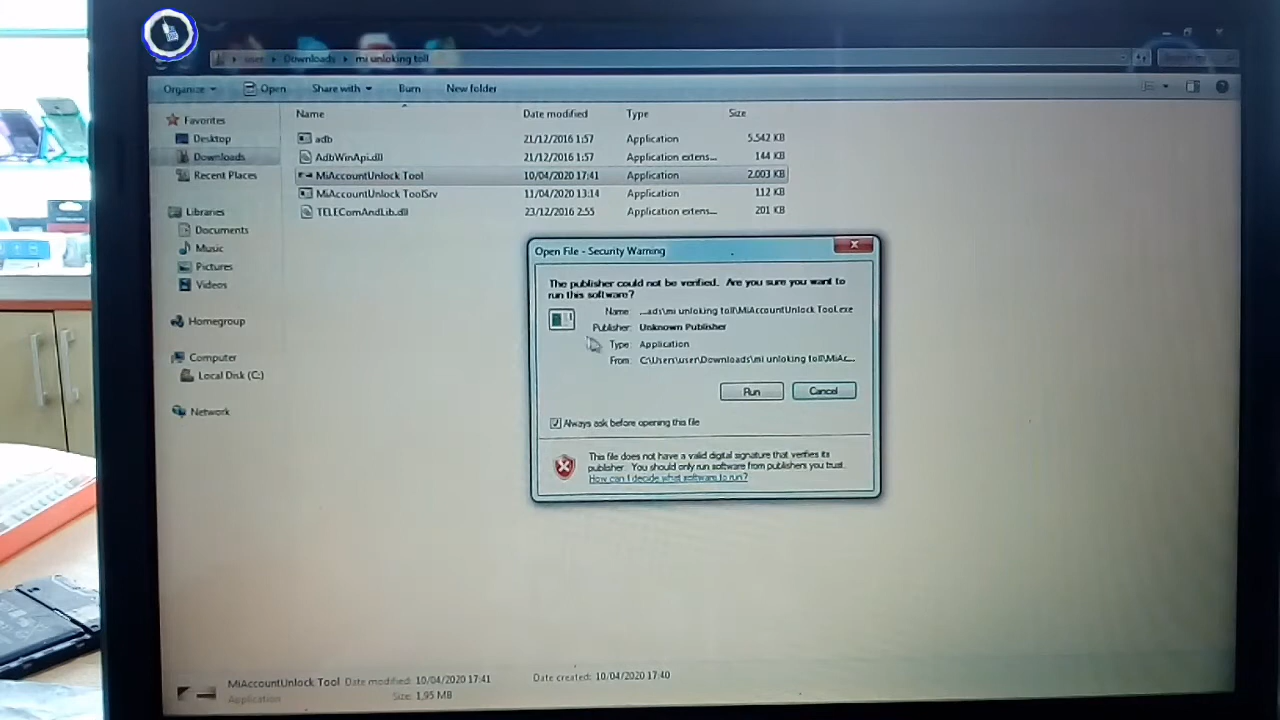 user Downloads mi unloking toll
Organize Open Share with Burn New folder
Name Date modified Type Size
Favorites
Desktop
Downloads
Recent Places
Libraries
Documents
Music
Pictures
Videos
Homegroup
Computer
Local Disk (C:)
Network
adb 21/12/2016 1:57 Application 5.542 KB
AdbWinApi.dll 21/12/2016 1:57 Application extens... 144 KB
MiAccountUnlock Tool 10/04/2020 17:41 Application 2.003 KB
MiAccountUnlock ToolSrv 11/04/2020 13:14 Application 112 KB
TELEComAndLib.dll 23/12/2016 2:55 Application extens... 201 KB
Open File - Security Warning
The publisher could not be verified. Are you sure you want to
run this software?
Name: ...ads\mi unloking toll\MiAccountUnlock Tool.exe
Publisher: Unknown Publisher
Type: Application
From: C:\Users\user\Downloads\mi unloking toll\MiAc...
Run Cancel
Always ask before opening this file
This file does not have a valid digital signature that verifies its
publisher. You should only run software from publishers you trust.
How can I decide what software to run?
MiAccountUnlock Tool Date modified: 10/04/2020 17:41 Date created: 10/04/2020 17:40
Application Size: 1,95 MB